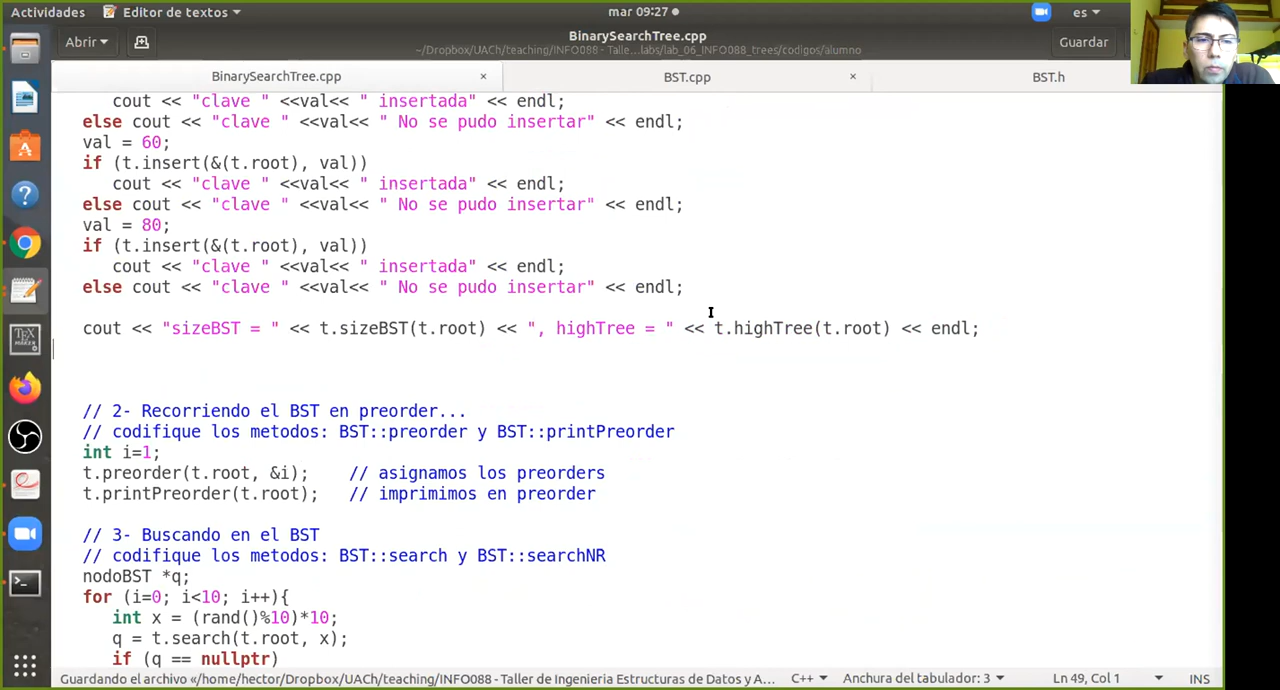 Actividades
Editor de textos
mar 09:27
es
Abrir
BinarySearchTree.cpp
~/Dropbox/UACh/teaching/INFO088 - Talle...labs/lab_06_INFO088_trees/codigos/alumno
Guardar
BinarySearchTree.cpp ×
BST.cpp ×
BST.h
cout << "clave " <<val<< " insertada" << endl;
else cout << "clave " <<val<< " No se pudo insertar" << endl;
val = 60;
if (t.insert(&(t.root), val))
cout << "clave " <<val<< " insertada" << endl;
else cout << "clave " <<val<< " No se pudo insertar" << endl;
val = 80;
if (t.insert(&(t.root), val))
cout << "clave " <<val<< " insertada" << endl;
else cout << "clave " <<val<< " No se pudo insertar" << endl;
cout << "sizeBST = " << t.sizeBST(t.root) << ", highTree = " << t.highTree(t.root) << endl;
// 2- Recorriendo el BST en preorder...
// codifique los metodos: BST::preorder y BST::printPreorder
int i=1;
t.preorder(t.root, &i); // asignamos los preorders
t.printPreorder(t.root); // imprimimos en preorder
// 3- Buscando en el BST
// codifique los metodos: BST::search y BST::searchNR
nodoBST *q;
for (i=0; i<10; i++){
int x = (rand()%10)*10;
q = t.search(t.root, x);
if (q == nullptr)
Guardando el archivo «/home/hector/Dropbox/UACh/teaching/INFO088 - Taller de Ingenieria Estructuras de Datos y A...
C++
Anchura del tabulador: 3
Ln 49, Col 1
INS